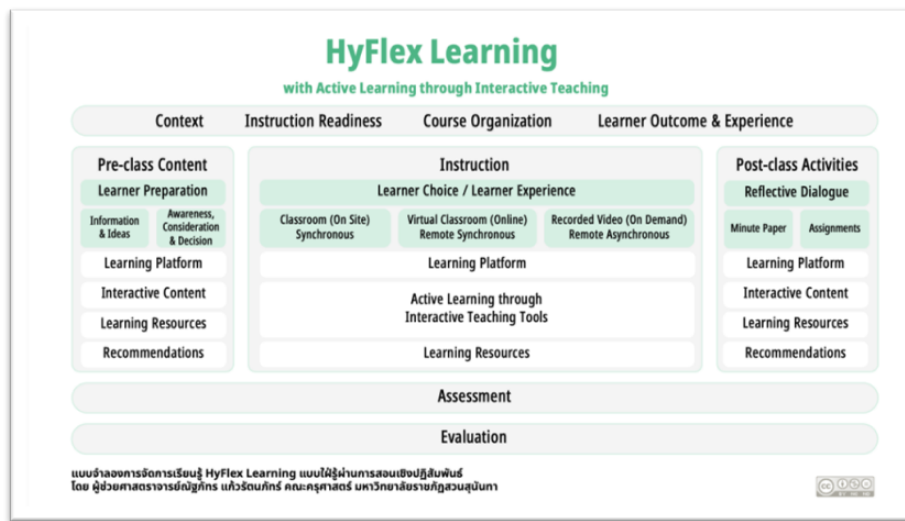 HyFlex Learning
with Active Learning through Interactive Teaching
Context Instruction Readiness Course Organization Learner Outcome & Experience
Pre-class Content
Learner Preparation
Information
& Ideas
Awareness,
Consideration
& Decision
Learning Platform
Interactive Content
Learning Resources
Recommendations
Instruction
Learner Choice / Learner Experience
Classroom (On Site)
Synchronous
Virtual Classroom (Online)
Remote Synchronous
Recorded Video (On Demand)
Remote Asynchronous
Learning Platform
Active Learning through
Interactive Teaching Tools
Learning Resources
Post-class Activities
Reflective Dialogue
Minute Paper
Assignments
Learning Platform
Interactive Content
Learning Resources
Recommendations
Assessment
Evaluation
แบบจำลองการจัดการเรียนรู้ HyFlex Learning แบบใฝ่รู้ผ่านการสอนเชิงปฏิสัมพันธ์
โดย ผู้ช่วยศาสตราจารย์ณัฐภัทร แก้วรัตนภัทร์ คณะครุศาสตร์ มหาวิทยาลัยราชภัฏสวนสุนันทา